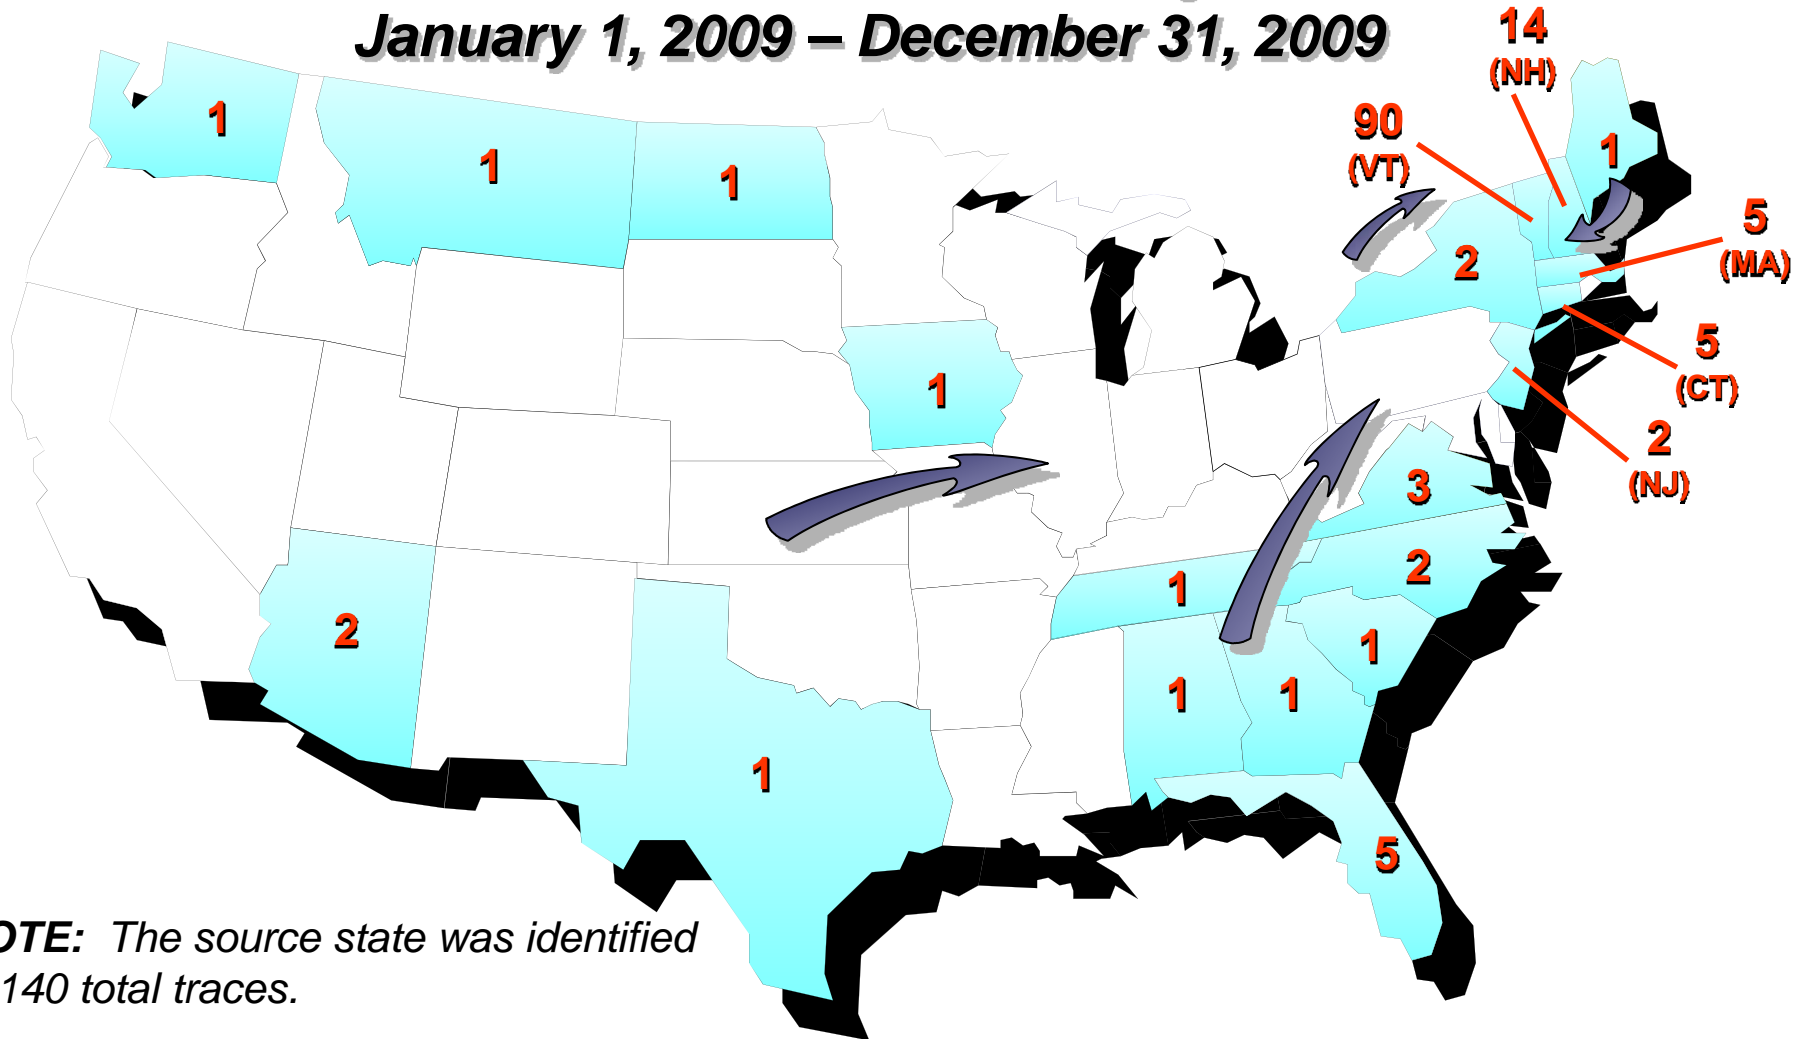 January 1, 2009 – December 31, 2009
14
(NH)
90
(VT)
1
1
1
1
5
(MA)
2
5
(CT)
1
2
(NJ)
3
2
1
2
1
1
1
1
5
OTE: The source state was identified
140 total traces.